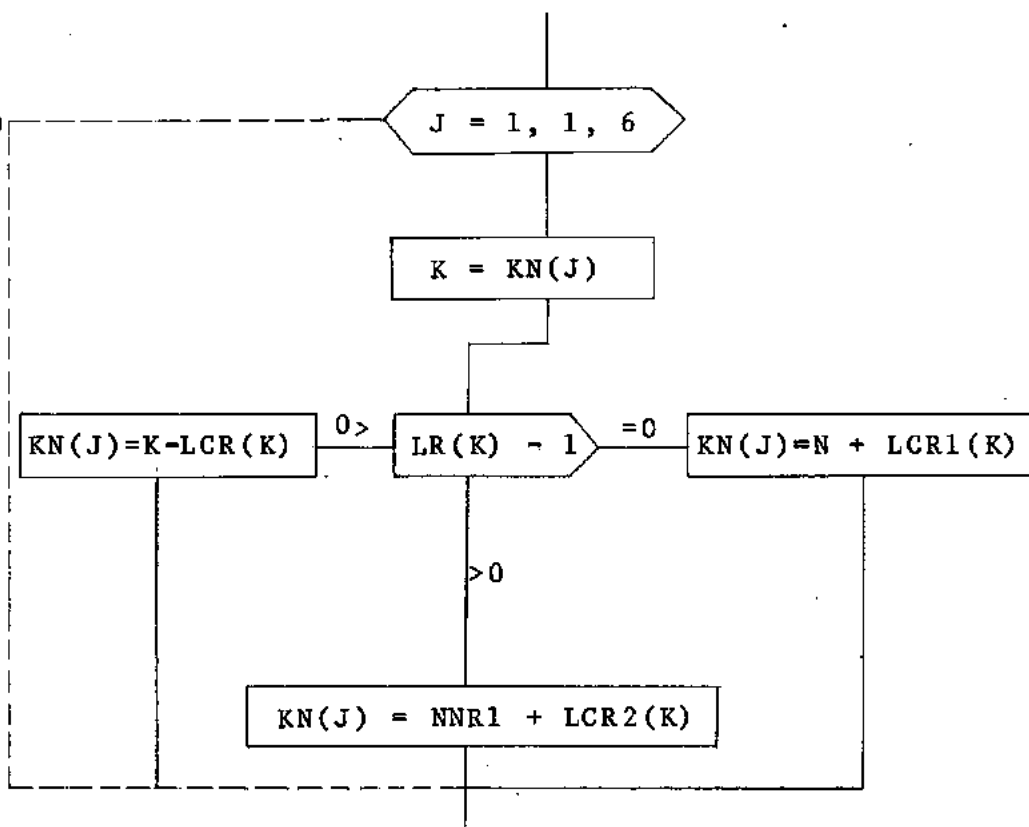 J = 1, 1, 6
K = KN(J)
KN(J)=K-LCR(K)
0>
LR(K) - 1
=0
KN(J)=N + LCR1(K)
>0
KN(J) = NNR1 + LCR2(K)